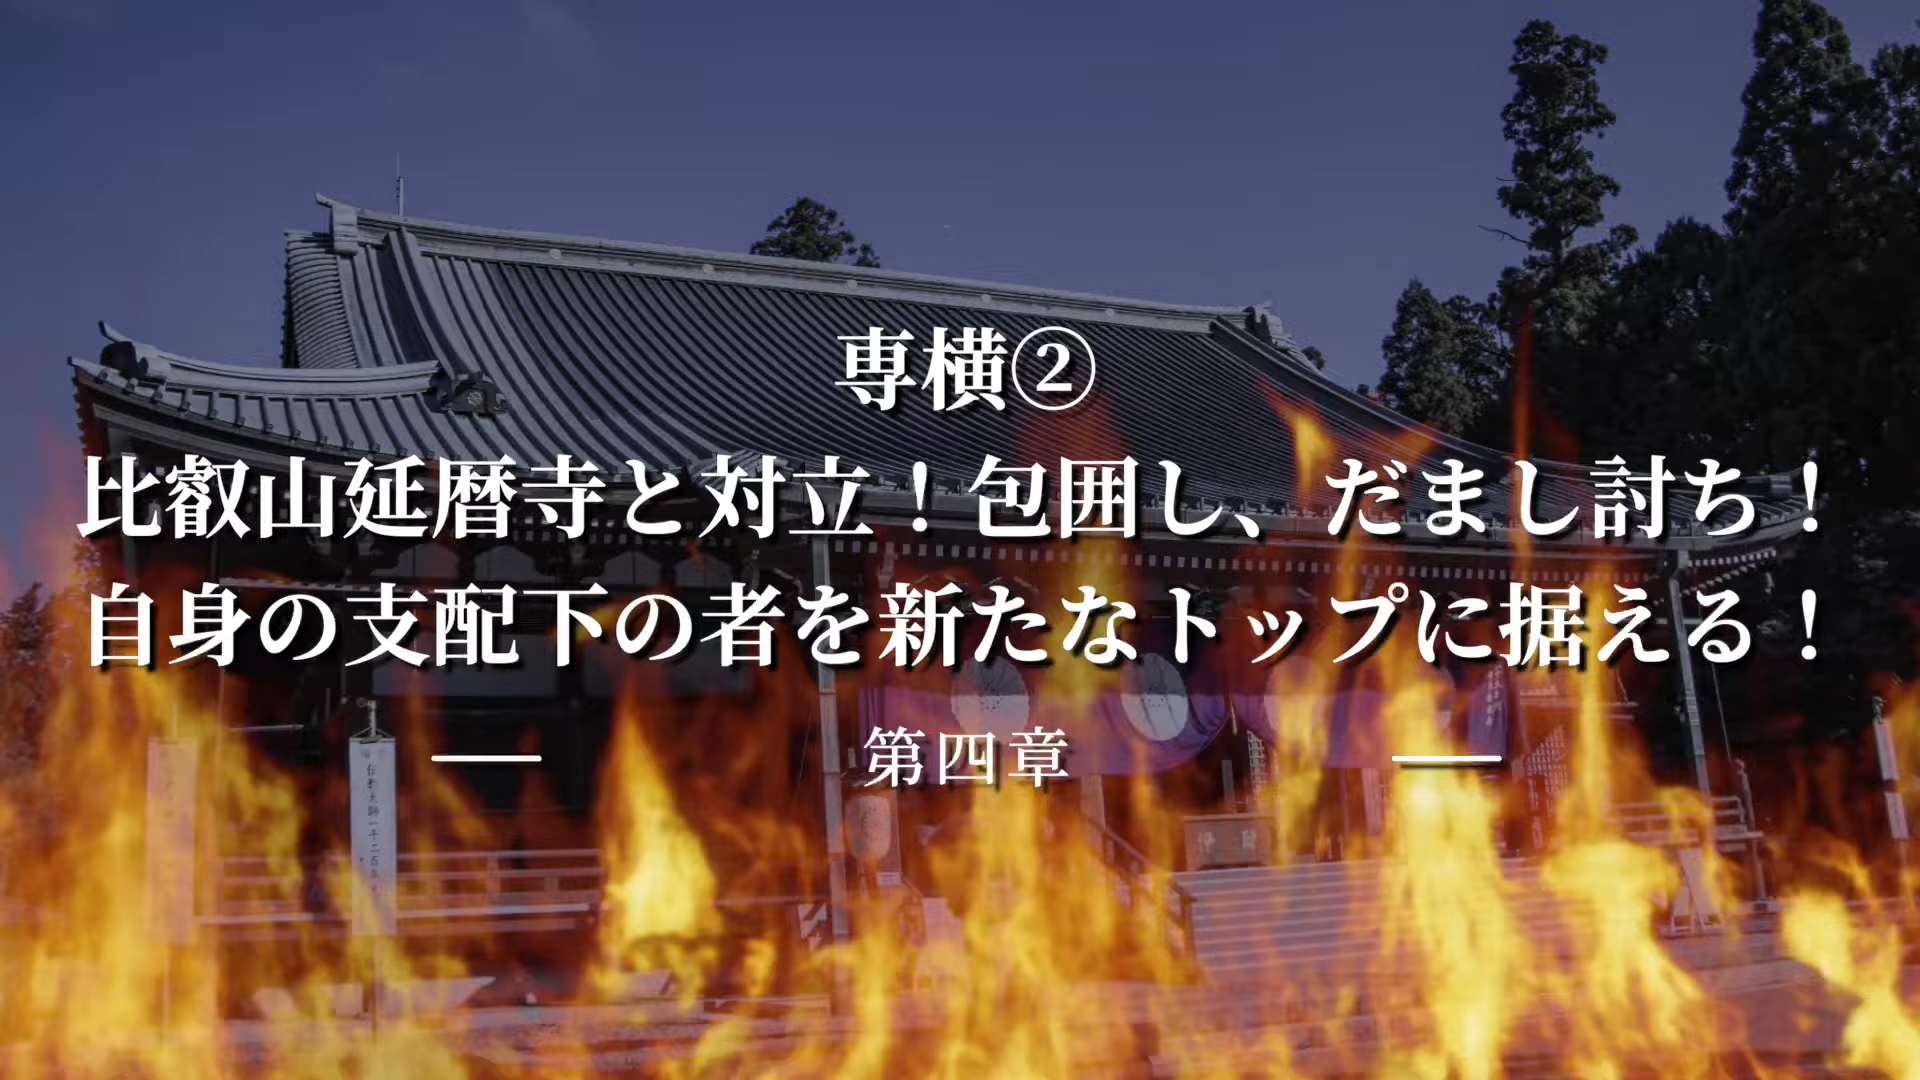 専横②
比叡山延暦寺と対立！包囲し、だまし討ち！
自身の支配下の者を新たなトップに据える！
第四章